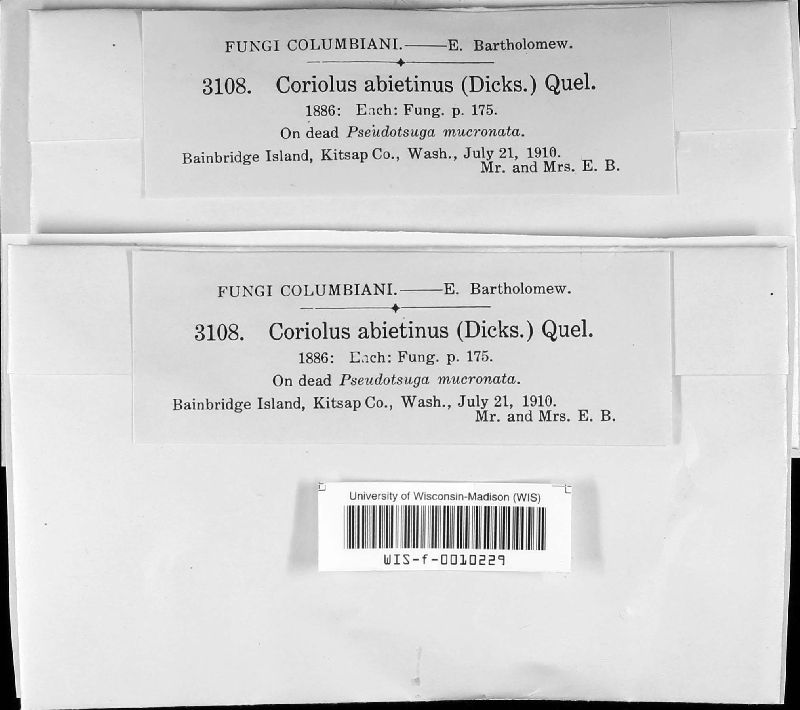 FUNGI COLUMBIANI.——E. Bartholomew.
3108. Coriolus abietinus (Dicks.) Quel.
1886: Ench: Fung. p. 175.
On dead Pseudotsuga mucronata.
Bainbridge Island, Kitsap Co., Wash., July 21, 1910.
Mr. and Mrs. E. B.
FUNGI COLUMBIANI.——E. Bartholomew.
3108. Coriolus abietinus (Dicks.) Quel.
1886: Ench: Fung. p. 175.
On dead Pseudotsuga mucronata.
Bainbridge Island, Kitsap Co., Wash., July 21, 1910.
Mr. and Mrs. E. B.
University of Wisconsin-Madison (WIS)
WIS-f-0010229